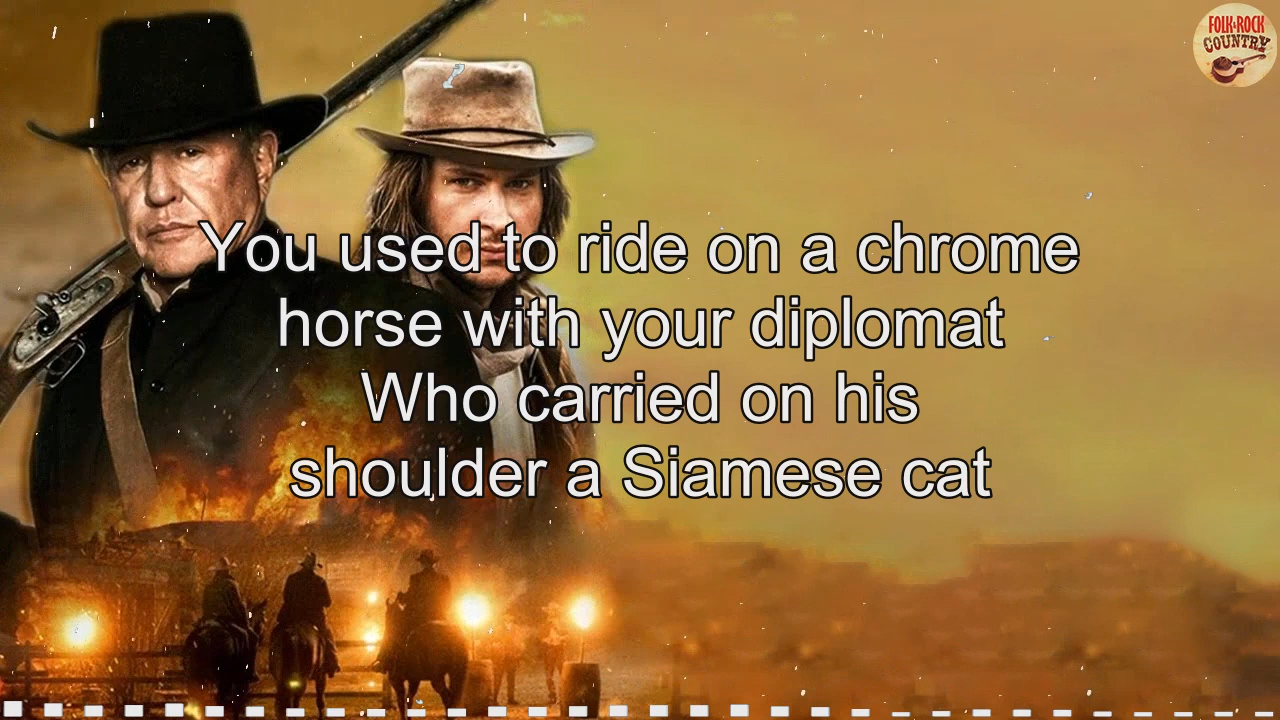 FOLK & ROCK
COUNTRY
You used to ride on a chrome
horse with your diplomat
Who carried on his
shoulder a Siamese cat